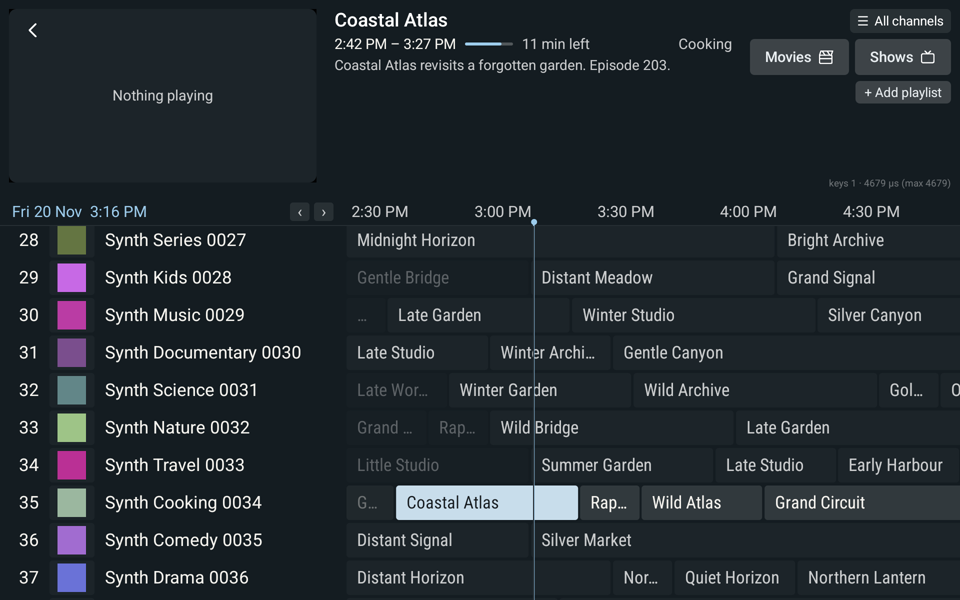 Nothing playing
Coastal Atlas
2:42 PM – 3:27 PM 11 min left Cooking
Coastal Atlas revisits a forgotten garden. Episode 203.
All channels
Movies Shows
+ Add playlist
keys 1 · 4679 µs (max 4679)
Fri 20 Nov 3:16 PM ‹ › 2:30 PM 3:00 PM 3:30 PM 4:00 PM 4:30 PM
28 Synth Series 0027 Midnight Horizon Bright Archive
29 Synth Kids 0028 Gentle Bridge Distant Meadow Grand Signal
30 Synth Music 0029 ... Late Garden Winter Studio Silver Canyon
31 Synth Documentary 0030 Late Studio Winter Archi... Gentle Canyon
32 Synth Science 0031 Late Wor... Winter Garden Wild Archive Gol... O
33 Synth Nature 0032 Grand ... Rap... Wild Bridge Late Garden
34 Synth Travel 0033 Little Studio Summer Garden Late Studio Early Harbour
35 Synth Cooking 0034 G... Coastal Atlas Rap... Wild Atlas Grand Circuit
36 Synth Comedy 0035 Distant Signal Silver Market
37 Synth Drama 0036 Distant Horizon Nor... Quiet Horizon Northern Lantern